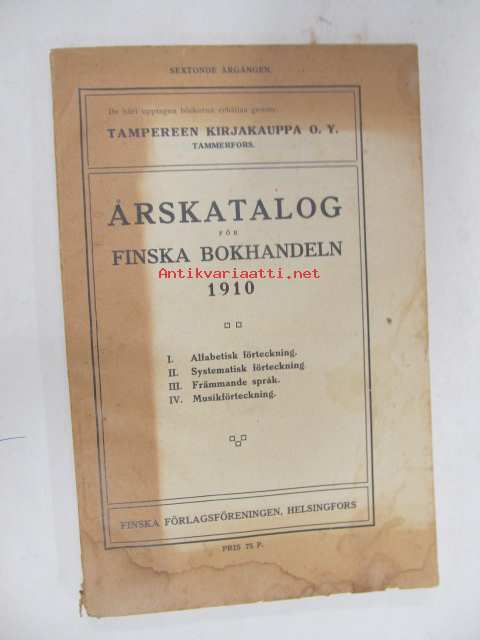 SEXTONDE ÅRGÅNGEN.
De häri upptagna böckerna erhållas genom:
TAMPEREEN KIRJAKAUPPA O. Y.
TAMMERFORS.
ÅRSKATALOG
FÖR
FINSKA BOKHANDELN
Antikvariaatti.net
1910
I. Alfabetisk förteckning.
II. Systematisk förteckning
III. Främmande språk.
IV. Musikförteckning.
FINSKA FÖRLAGSFÖRENINGEN, HELSINGFORS
PRIS 75 P.